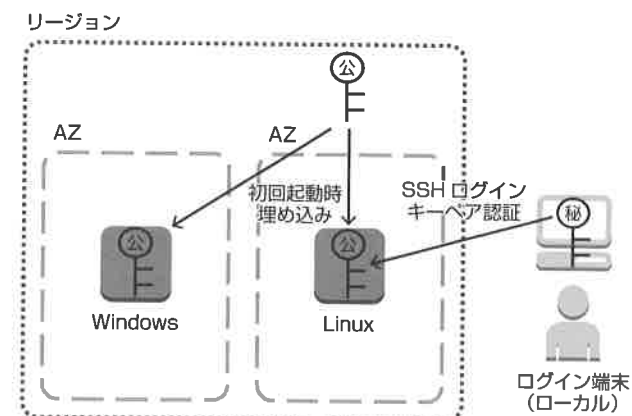 リージョン
公
AZ
AZ
初回起動時
埋め込み
SSH ログイン
キーペア認証
秘
公
公
Windows
Linux
ログイン端末
（ローカル）